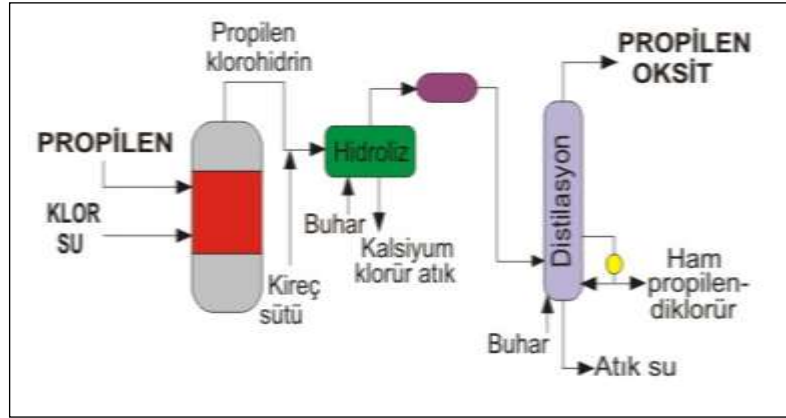 Propilen
klorohidrin
PROPİLEN
OKSİT
PROPİLEN
Hidroliz
KLOR
SU
Buhar
Kalsiyum
klorür atık
Kireç
sütü
Distilasyon
Ham
propilen-
diklorür
Buhar
Atık su